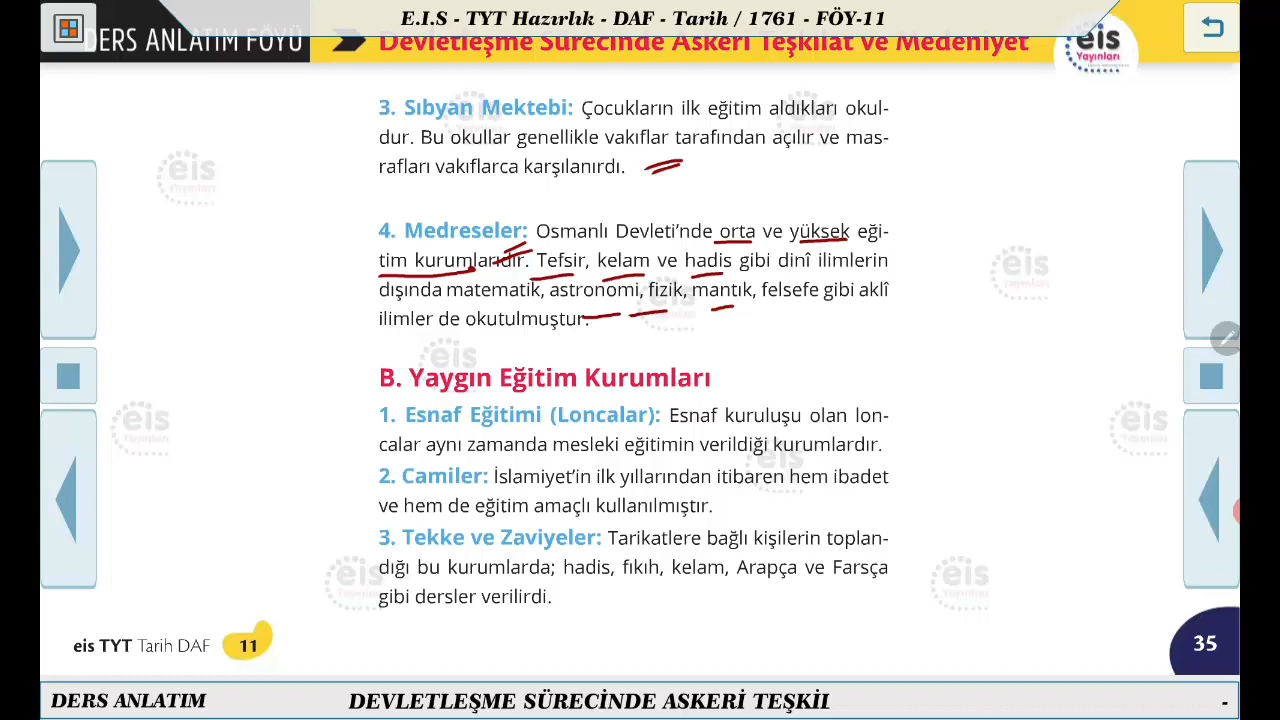 E.I.S - TYT Hazırlık - DAF - Tarih / 1761 - FÖY-11
DERS ANLATIM FÖYÜ
Devletleşme Sürecinde Askeri Teşkilat ve Medeniyet
eis
Yayınları
3. Sıbyan Mektebi: Çocukların ilk eğitim aldıkları okul-
dur. Bu okullar genellikle vakıflar tarafından açılır ve mas-
rafları vakıflarca karşılanırdı.
4. Medreseler: Osmanlı Devleti’nde orta ve yüksek eği-
tim kurumlarıdır. Tefsir, kelam ve hadis gibi dinî ilimlerin
dışında matematik, astronomi, fizik, mantık, felsefe gibi aklî
ilimler de okutulmuştur.
B. Yaygın Eğitim Kurumları
1. Esnaf Eğitimi (Loncalar): Esnaf kuruluşu olan lon-
calar aynı zamanda mesleki eğitimin verildiği kurumlardır.
2. Camiler: İslamiyet’in ilk yıllarından itibaren hem ibadet
ve hem de eğitim amaçlı kullanılmıştır.
3. Tekke ve Zaviyeler: Tarikatlere bağlı kişilerin toplan-
dığı bu kurumlarda; hadis, fıkıh, kelam, Arapça ve Farsça
gibi dersler verilirdi.
eis TYT Tarih DAF 11
35
DERS ANLATIM DEVLETLEŞME SÜRECİNDE ASKERİ TEŞKİL -